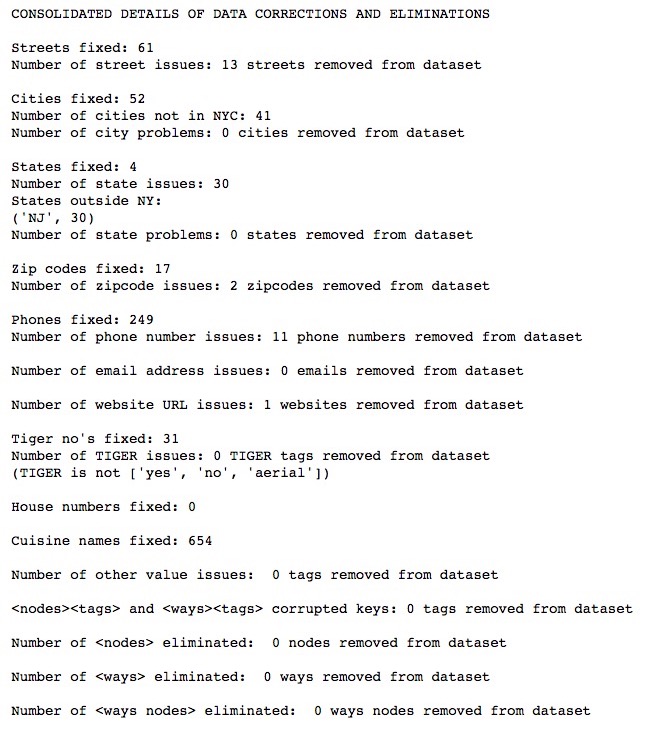 CONSOLIDATED DETAILS OF DATA CORRECTIONS AND ELIMINATIONS
Streets fixed: 61
Number of street issues: 13 streets removed from dataset
Cities fixed: 52
Number of cities not in NYC: 41
Number of city problems: 0 cities removed from dataset
States fixed: 4
Number of state issues: 30
States outside NY:
('NJ', 30)
Number of state problems: 0 states removed from dataset
Zip codes fixed: 17
Number of zipcode issues: 2 zipcodes removed from dataset
Phones fixed: 249
Number of phone number issues: 11 phone numbers removed from dataset
Number of email address issues: 0 emails removed from dataset
Number of website URL issues: 1 websites removed from dataset
Tiger no's fixed: 31
Number of TIGER issues: 0 TIGER tags removed from dataset
(TIGER is not ['yes', 'no', 'aerial'])
House numbers fixed: 0
Cuisine names fixed: 654
Number of other value issues:  0 tags removed from dataset
<nodes><tags> and <ways><tags> corrupted keys: 0 tags removed from dataset
Number of <nodes> eliminated:  0 nodes removed from dataset
Number of <ways> eliminated:  0 ways removed from dataset
Number of <ways nodes> eliminated:  0 ways nodes removed from dataset